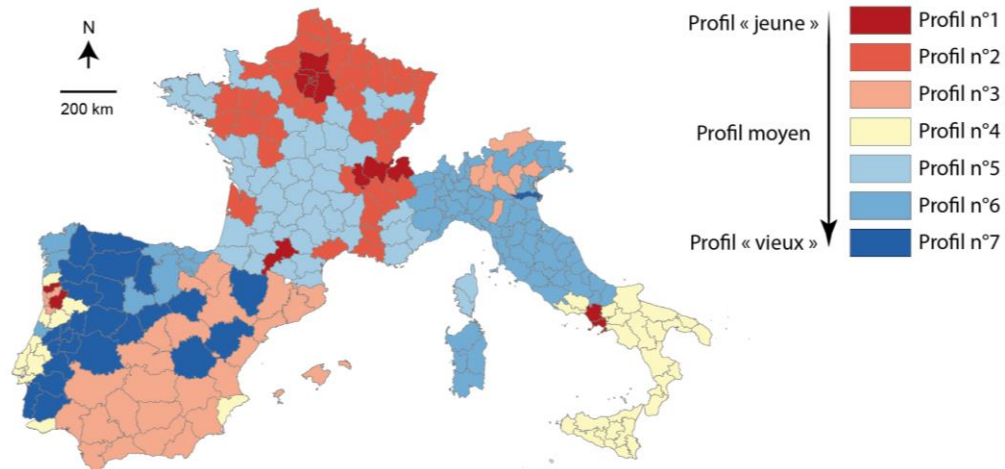 N
200 km
Profil « jeune »
Profil moyen
Profil « vieux »
Profil n°1
Profil n°2
Profil n°3
Profil n°4
Profil n°5
Profil n°6
Profil n°7